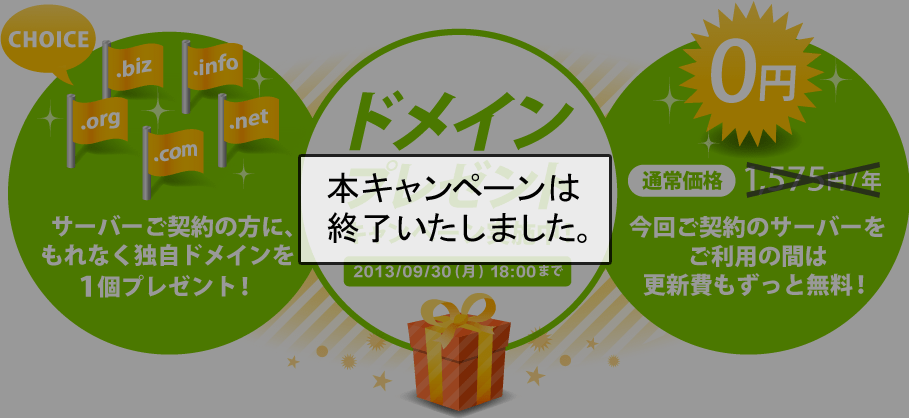 CHOICE
.biz
.info
.org
.com
.net
サーバーご契約の方に、
もれなく独自ドメインを
1個プレゼント!
ドメイン
プレゼント
本キャンペーンは
終了いたしました。
2013/09/30(月) 18:00まで
0円
通常価格 1,575円/年
今回ご契約のサーバーを
ご利用の間は
更新費もずっと無料!